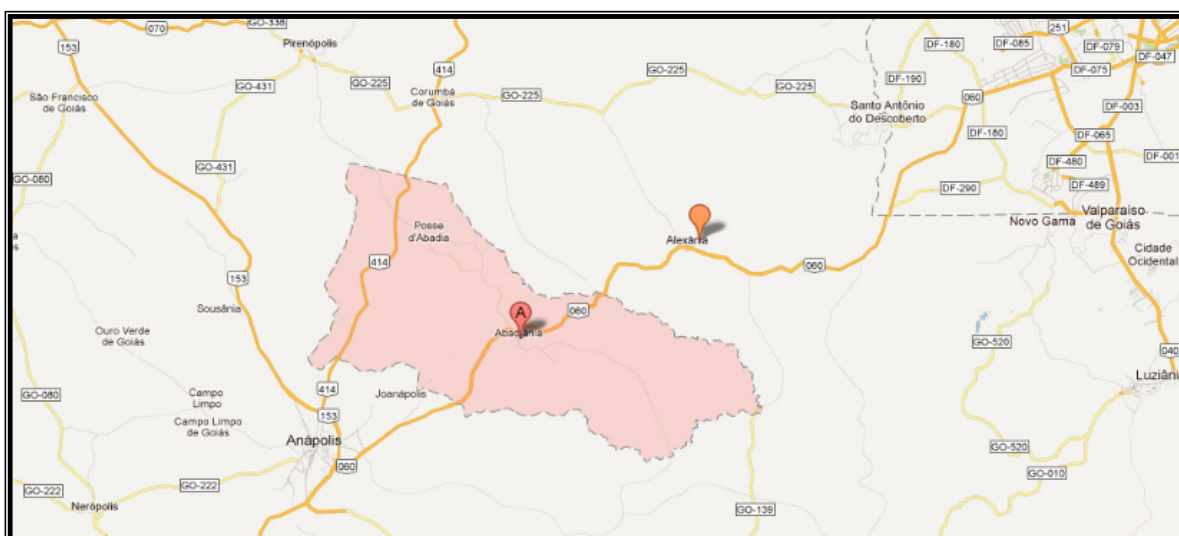 GO-338
070
251
DF-180
DF-085
DF-079
153
Pirenópolis
DF-047
GO-225
DF-075
414
DF-190
GO-431
GO-225
Corumbá
de Goiás
GO-225
GO-225
060
São Francisco
de Goiás
Santo Antônio
do Descoberto
DF-003
DF-180
DF-065
GO-431
DF-480
DF-001
GO-080
DF-290
DF-489
Posse
d'Abadia
Alexânia
Novo Gama
Valparaíso
de Goiás
Cidade
Ocidental
414
060
153
Sousânia
A
060
Ouro Verde
de Goiás
Abadiânia
GO-520
040
Luziâni
GO-080
Campo
Limpo
414
Joanápolis
Campo Limpo
de Goiás
153
Anápolis
GO-520
060
GO-010
GO-222
GO-222
Nerópolis
GO-139